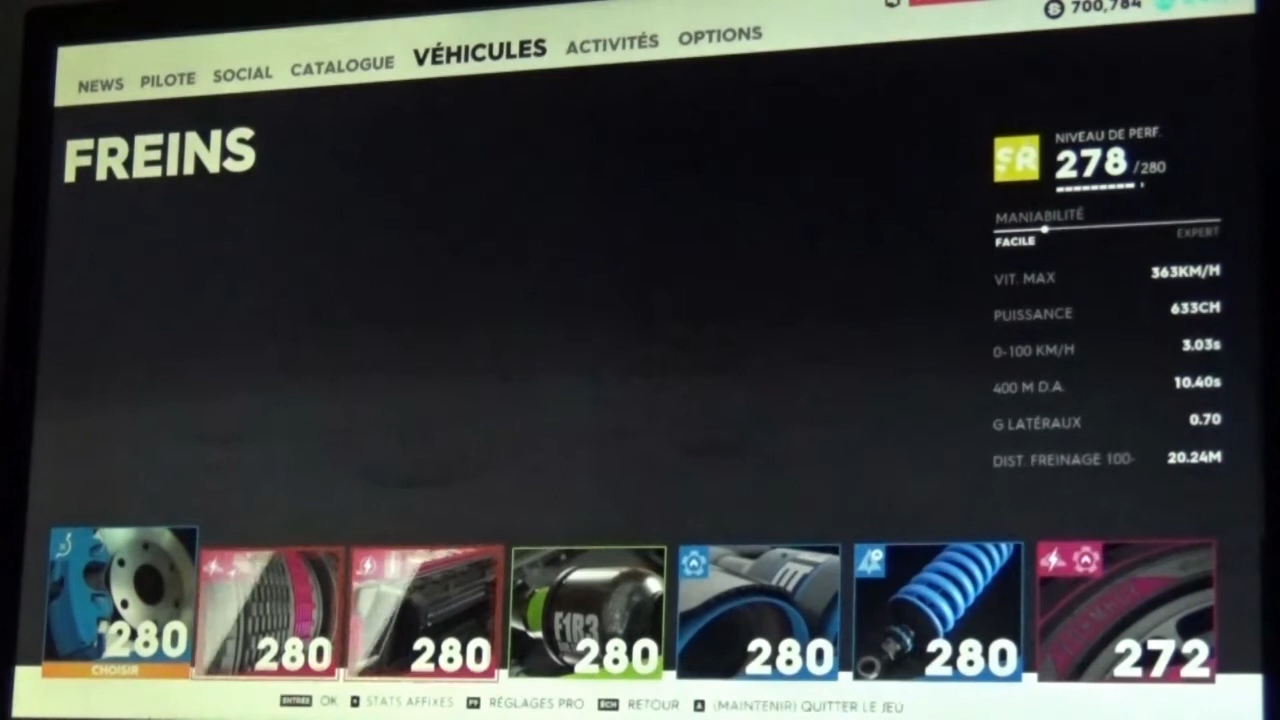 700,784
NEWS PILOTE SOCIAL CATALOGUE VÉHICULES ACTIVITÉS OPTIONS
FREINS
SR
NIVEAU DE PERF.
278 /280
MANIABILITÉ
FACILE EXPERT
VIT. MAX 363KM/H
PUISSANCE 633CH
0-100 KM/H 3.03s
400 M D.A. 10.40s
G LATÉRAUX 0.70
DIST. FREINAGE 100- 20.24M
280 280 280 280 280 280 272
CHOISIR
ENTRÉE OK STATS AFFIXES RÉGLAGES PRO ÉCH RETOUR A (MAINTENIR) QUITTER LE JEU